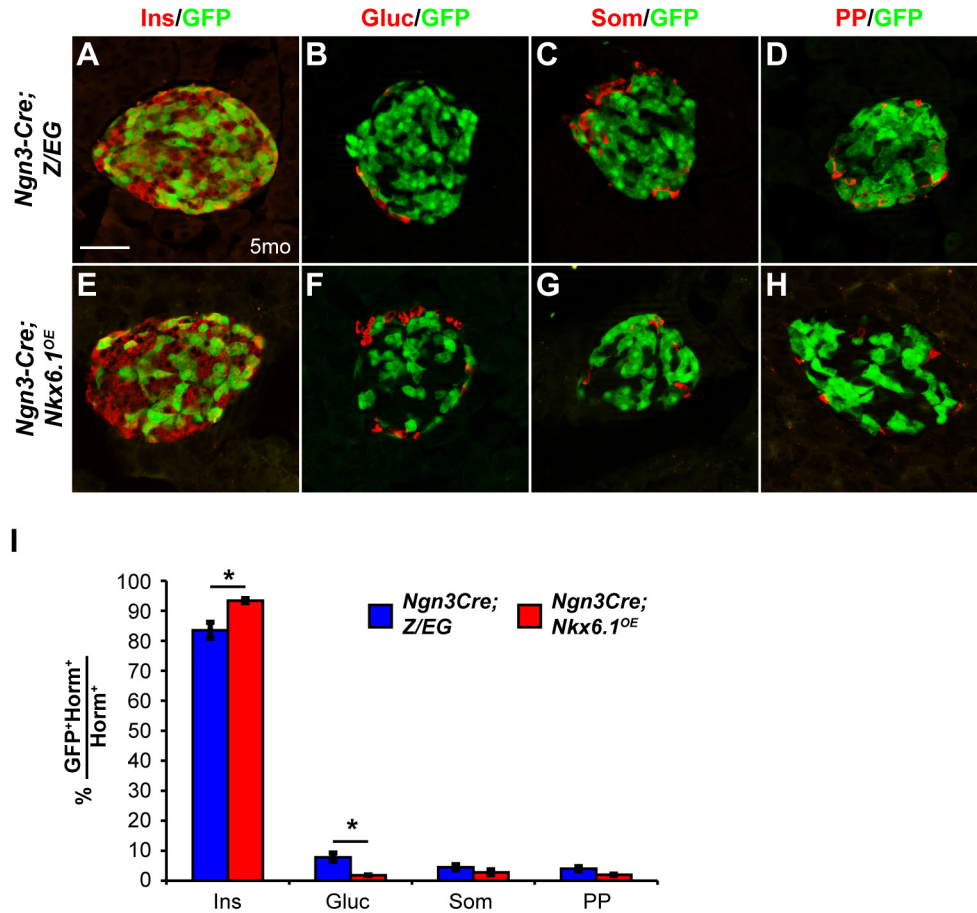 Ins/GFP Gluc/GFP Som/GFP PP/GFP
Ngn3-Cre;
Z/EG
A B C D
5mo
Ngn3-Cre;
Nkx6.1OE
E F G H
I
% GFP+Horm+
Horm+
100
90
80
70
60
50
40
30
20
10
0
*
*
Ngn3Cre;
Z/EG
Ngn3Cre;
Nkx6.1OE
Ins Gluc Som PP